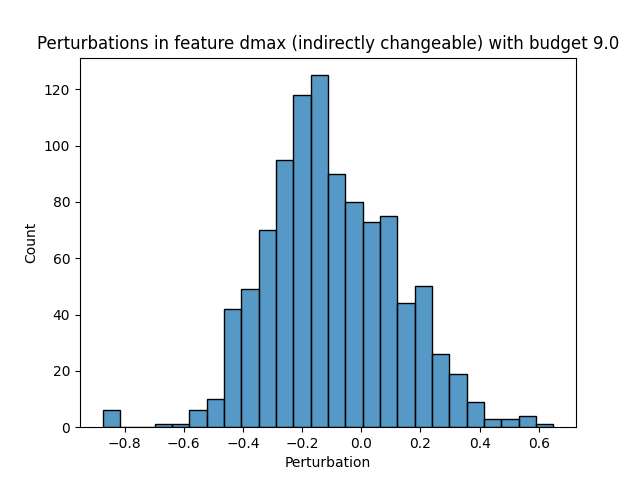 Perturbations in feature dmax (indirectly changeable) with budget 9.0
120
100
80
60
40
20
0
Count
−0.8 −0.6 −0.4 −0.2 0.0 0.2 0.4 0.6
Perturbation